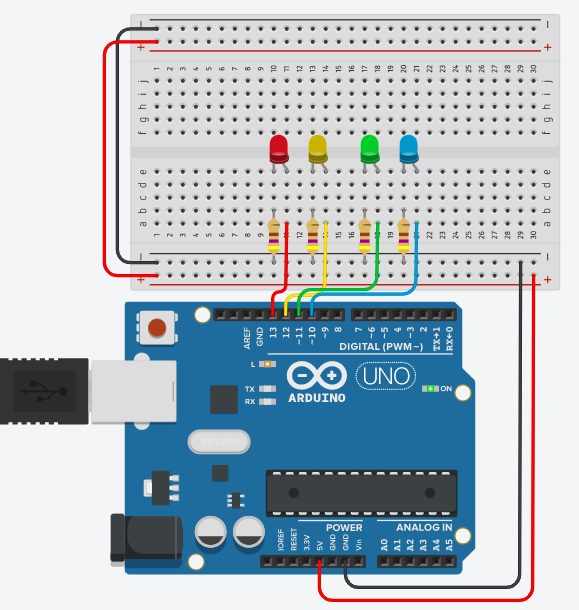 − −
+ +
1 2 3 4 5 6 7 8 9 10 11 12 13 14 15 16 17 18 19 20 21 22 23 24 25 26 27 28 29 30
j j
i i
h h
g g
f f
e e
d d
c c
b b
a a
1 2 3 4 5 6 7 8 9 10 11 12 13 14 15 16 17 18 19 20 21 22 23 24 25 26 27 28 29 30
− −
+ +
AREF GND 13 12 ~11 ~10 ~9 8 7 ~6 ~5 4 ~3 2 TX→1 RX←0
DIGITAL (PWM~)
L
TX
RX
UNO
ON
ARDUINO
POWER ANALOG IN
IOREF RESET 3.3V 5V GND GND Vin A0 A1 A2 A3 A4 A5